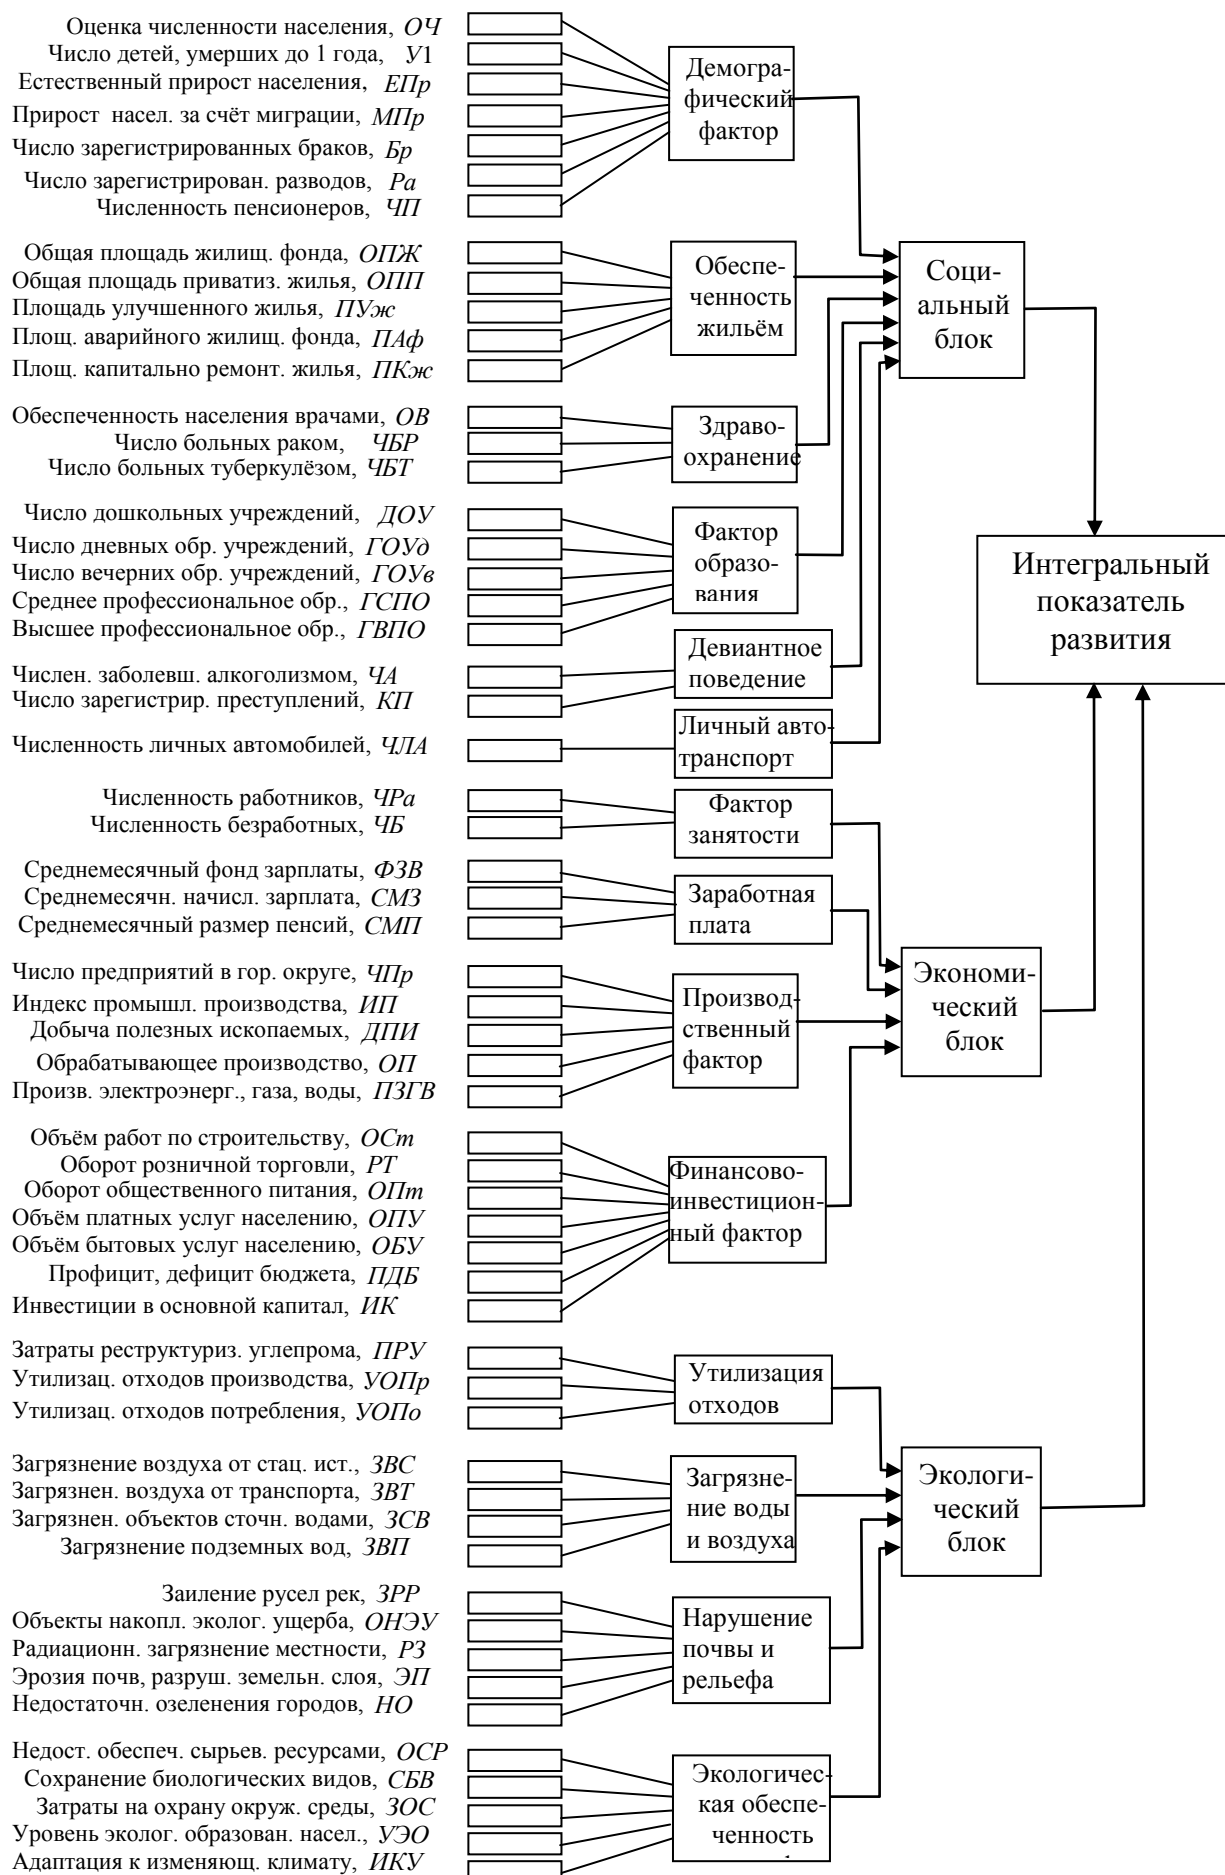 Оценка численности населения, ОЧ
Число детей, умерших до 1 года, У1
Естественный прирост населения, ЕПр
Прирост насел. за счёт миграции, МПр
Число зарегистрированных браков, Бр
Число зарегистрирован. разводов, Ра
Численность пенсионеров, ЧП
Демогра-
фический
фактор
Общая площадь жилищ. фонда, ОПЖ
Общая площадь приватиз. жилья, ОПП
Площадь улучшенного жилья, ПУж
Площ. аварийного жилищ. фонда, ПАф
Площ. капитально ремонт. жилья, ПКж
Обеспе-
ченность
жильём
Обеспеченность населения врачами, ОВ
Число больных раком, ЧБР
Число больных туберкулёзом, ЧБТ
Здраво-
охранение
Число дошкольных учреждений, ДОУ
Число дневных обр. учреждений, ГОУд
Число вечерних обр. учреждений, ГОУв
Среднее профессиональное обр., ГСПО
Высшее профессиональное обр., ГВПО
Фактор
образо-
вания
Числен. заболевш. алкоголизмом, ЧА
Число зарегистрир. преступлений, КП
Девиантное
поведение
Численность личных автомобилей, ЧЛА
Личный авто-
транспорт
Соци-
альный
блок
Интегральный
показатель
развития
Численность работников, ЧРа
Численность безработных, ЧБ
Фактор
занятости
Среднемесячный фонд зарплаты, ФЗВ
Среднемесячн. начисл. зарплата, СМЗ
Среднемесячный размер пенсий, СМП
Заработная
плата
Число предприятий в гор. округе, ЧПр
Индекс промышл. производства, ИП
Добыча полезных ископаемых, ДПИ
Обрабатывающее производство, ОП
Произв. электроэнерг., газа, воды, ПЗГВ
Производ-
ственный
фактор
Объём работ по строительству, ОСт
Оборот розничной торговли, РТ
Оборот общественного питания, ОПт
Объём платных услуг населению, ОПУ
Объём бытовых услуг населению, ОБУ
Профицит, дефицит бюджета, ПДБ
Инвестиции в основной капитал, ИК
Финансово-
инвестицион-
ный фактор
Экономи-
ческий
блок
Затраты реструктуриз. углепрома, ПРУ
Утилизац. отходов производства, УОПр
Утилизац. отходов потребления, УОПо
Утилизация
отходов
Загрязнение воздуха от стац. ист., ЗВС
Загрязнен. воздуха от транспорта, ЗВТ
Загрязнен. объектов сточн. водами, ЗСВ
Загрязнение подземных вод, ЗВП
Загрязне-
ние воды
и воздуха
Заиление русел рек, ЗРР
Объекты накопл. эколог. ущерба, ОНЭУ
Радиационн. загрязнение местности, РЗ
Эрозия почв, разруш. земельн. слоя, ЭП
Недостаточн. озеленения городов, НО
Нарушение
почвы и
рельефа
Недост. обеспеч. сырьев. ресурсами, ОСР
Сохранение биологических видов, СБВ
Затраты на охрану окруж. среды, ЗОС
Уровень эколог. образован. насел., УЭО
Адаптация к изменяющ. климату, ИКУ
Экологичес-
кая обеспе-
ченность
Экологи-
ческий
блок